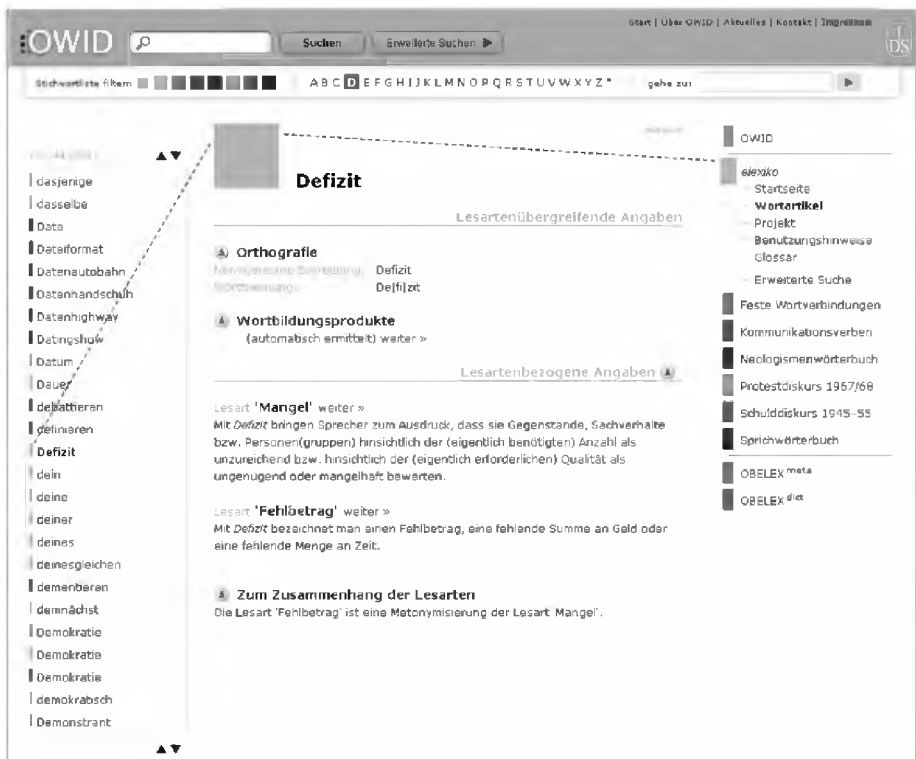 Start | Über OWID | Aktuelles | Kontakt | Impressum
OWID
Suchen
Erweiterte Suchen ▶
IDS
Stichwortliste filtern
A B C D E F G H I J K L M N O P Q R S T U V W X Y Z *
gehe zu:
dasjenige
dasselbe
Date
Dateiformat
Datenautobahn
Datenhandschuh
Datenhighway
Datingshow
Datum
Dauer
debattieren
definieren
Defizit
dein
deine
deiner
deines
deinesgleichen
dementieren
demnächst
Demokratie
Demokratie
Demokratie
demokratisch
Demonstrant
Defizit
Lesartenübergreifende Angaben
Orthografie
Defizit
De|fi|zit
Wortbildungsprodukte
(automatisch ermittelt) weiter »
Lesartenbezogene Angaben
Lesart 'Mangel' weiter »
Mit Defizit bringen Sprecher zum Ausdruck, dass sie Gegenstände, Sachverhalte
bzw. Personen(gruppen) hinsichtlich der (eigentlich benötigten) Anzahl als
unzureichend bzw. hinsichtlich der (eigentlich erforderlichen) Qualität als
ungenügend oder mangelhaft bewerten.
Lesart 'Fehlbetrag' weiter »
Mit Defizit bezeichnet man einen Fehlbetrag, eine fehlende Summe an Geld oder
eine fehlende Menge an Zeit.
Zum Zusammenhang der Lesarten
Die Lesart 'Fehlbetrag' ist eine Metonymisierung der Lesart 'Mangel'.
OWID
elexiko
Startseite
Wortartikel
Projekt
Benutzungshinweise
Glossar
Erweiterte Suche
Feste Wortverbindungen
Kommunikationsverben
Neologismenwörterbuch
Protestdiskurs 1967/68
Schulddiskurs 1945-55
Sprichwörterbuch
OBELEX meta
OBELEX dict